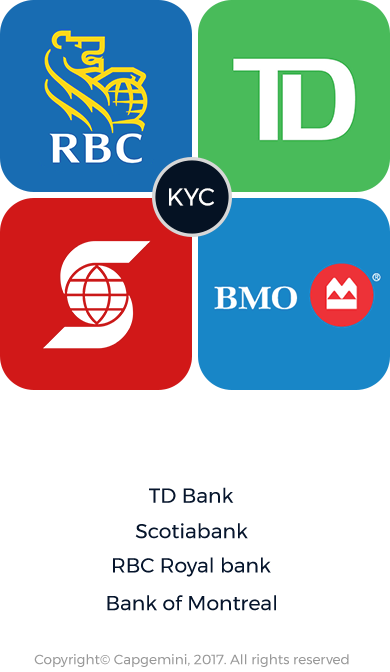 RBC
TD
KYC
BMO ®
TD Bank
Scotiabank
RBC Royal bank
Bank of Montreal
Copyright© Capgemini, 2017. All rights reserved